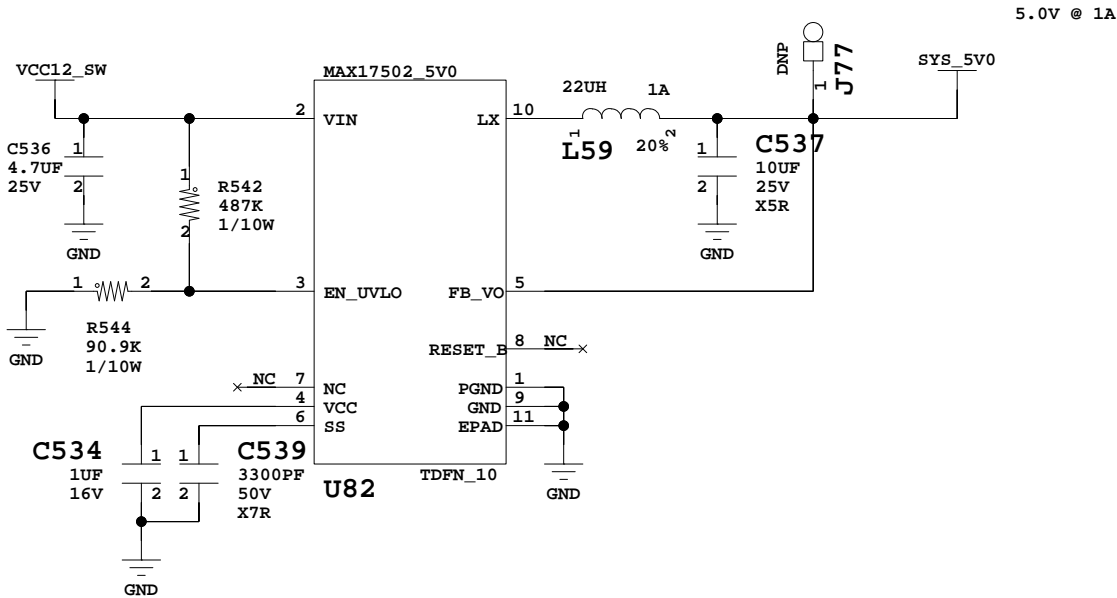 5.0V @ 1A
VCC12_SW
MAX17502_5V0
DNP
J77
1
SYS_5V0
2 VIN
LX 10
22UH 1A
1 L59 20% 2
C536
4.7UF
25V
1
2
GND
1
R542
487K
1/10W
2
1
2
C537
10UF
25V
X5R
GND
1 2
3 EN_UVLO
FB_VO 5
GND
R544
90.9K
1/10W
RESET_B 8 NC
NC 7 NC
4 VCC
6 SS
PGND 1
GND 9
EPAD 11
GND
C534
1UF
16V
1
2
1
2
C539
3300PF
50V
X7R
GND
TDFN_10
U82